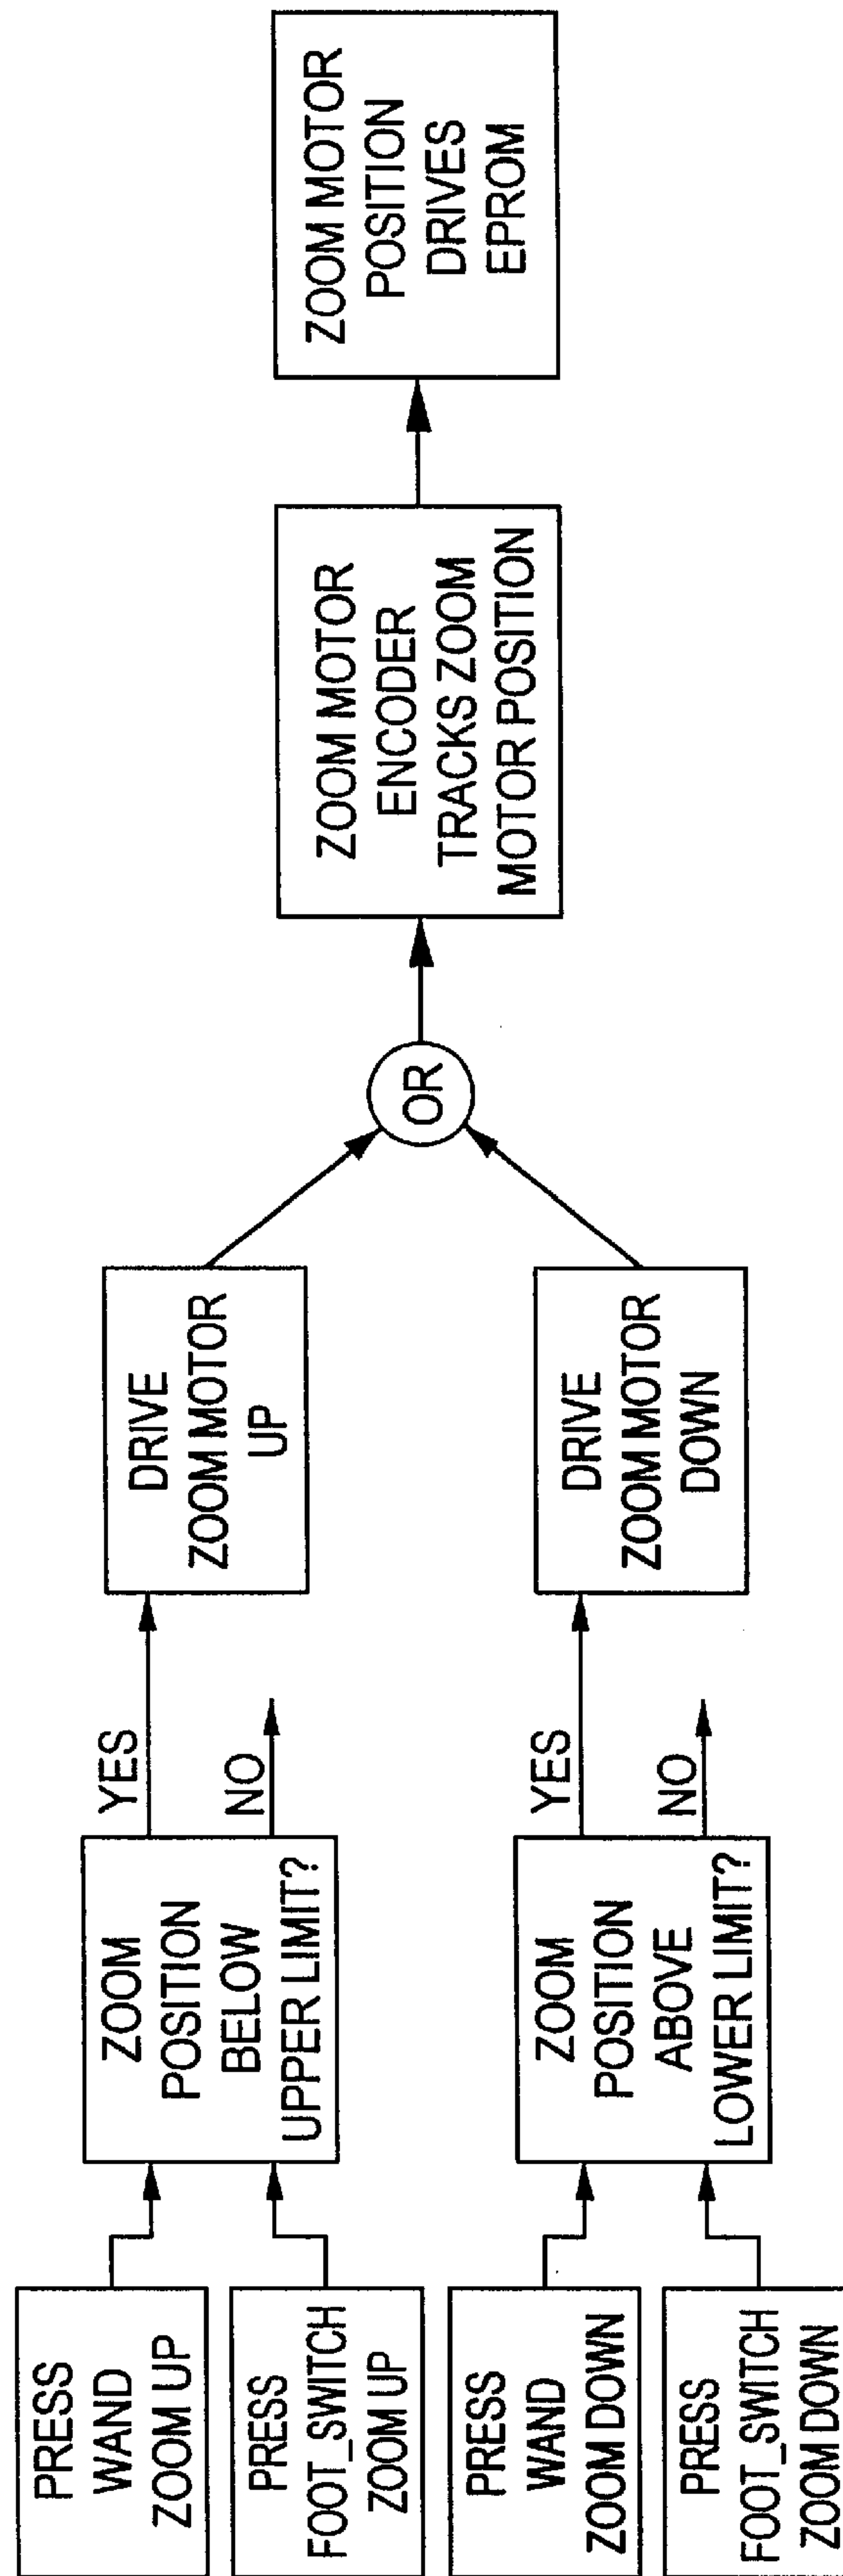 PRESS
WAND
ZOOM UP
PRESS
FOOT_SWITCH
ZOOM UP
PRESS
WAND
ZOOM DOWN
PRESS
FOOT_SWITCH
ZOOM DOWN
ZOOM
POSITION
BELOW
UPPER LIMIT?
YES
NO
ZOOM
POSITION
ABOVE
LOWER LIMIT?
YES
NO
DRIVE
ZOOM MOTOR
UP
DRIVE
ZOOM MOTOR
DOWN
OR
ZOOM MOTOR
ENCODER
TRACKS ZOOM
MOTOR POSITION
ZOOM MOTOR
POSITION
DRIVES
EPROM